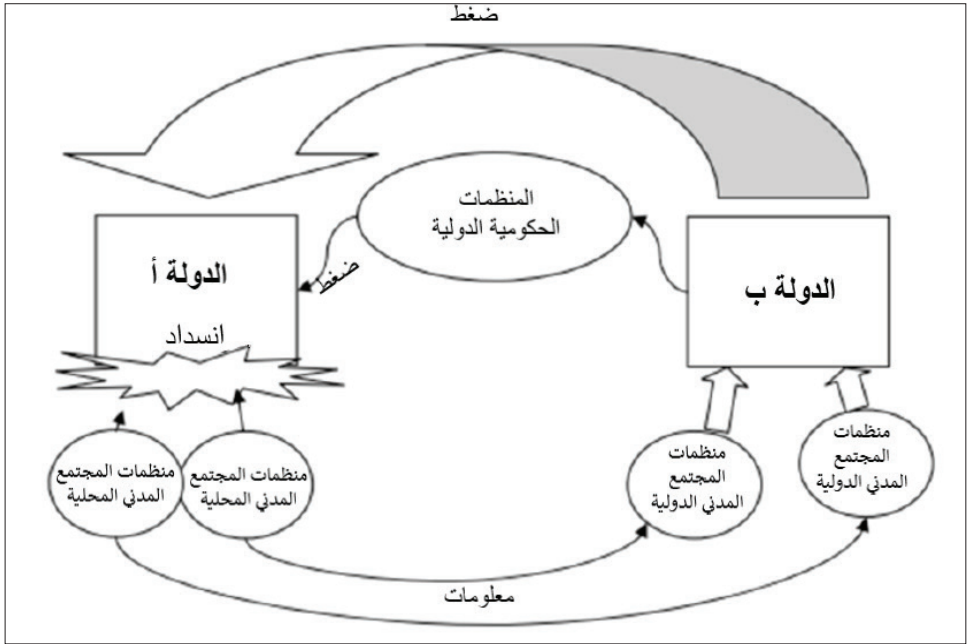 ضغط
المنظمات
الحكومية الدولية
الدولة أ
ضغط
الدولة ب
انسداد
منظمات المجتمع
المدني المحلية
منظمات المجتمع
المدني المحلية
منظمات
المجتمع
المدني الدولية
منظمات
المجتمع
المدني الدولية
معلومات